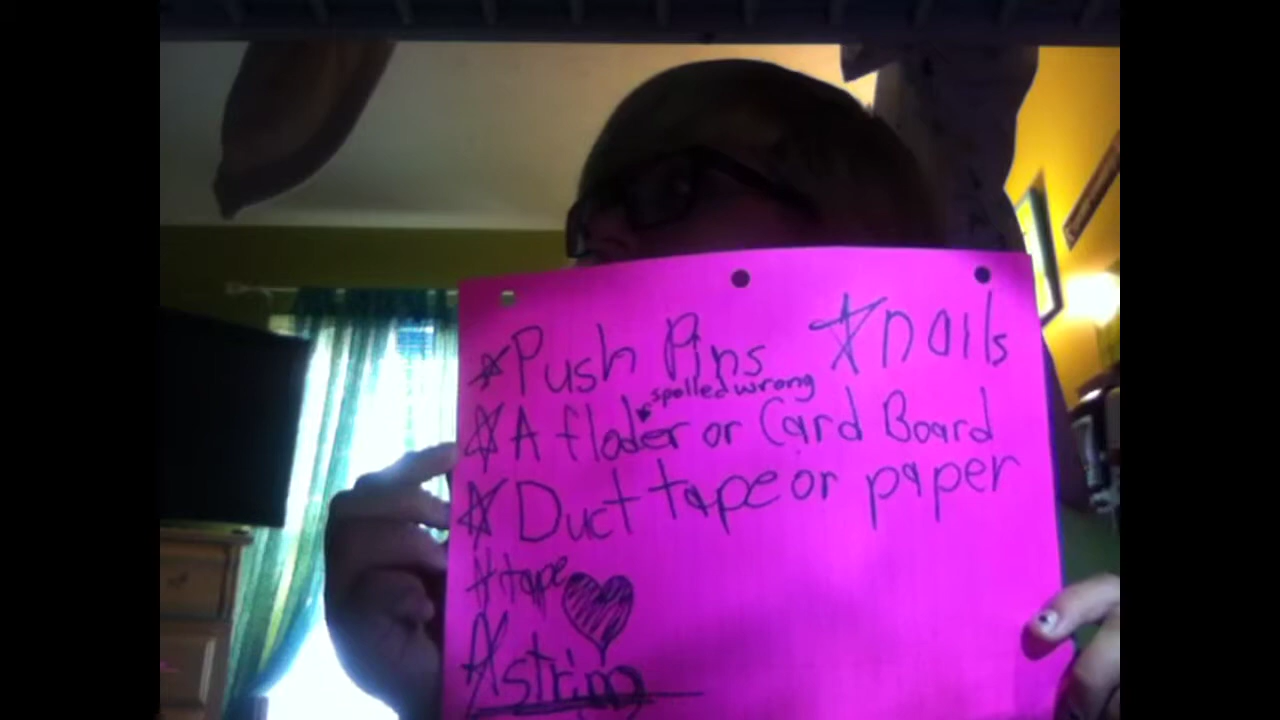 Push Pins nails
spelled wrong
A floder or Card Board
Duct tape or paper
tape
string